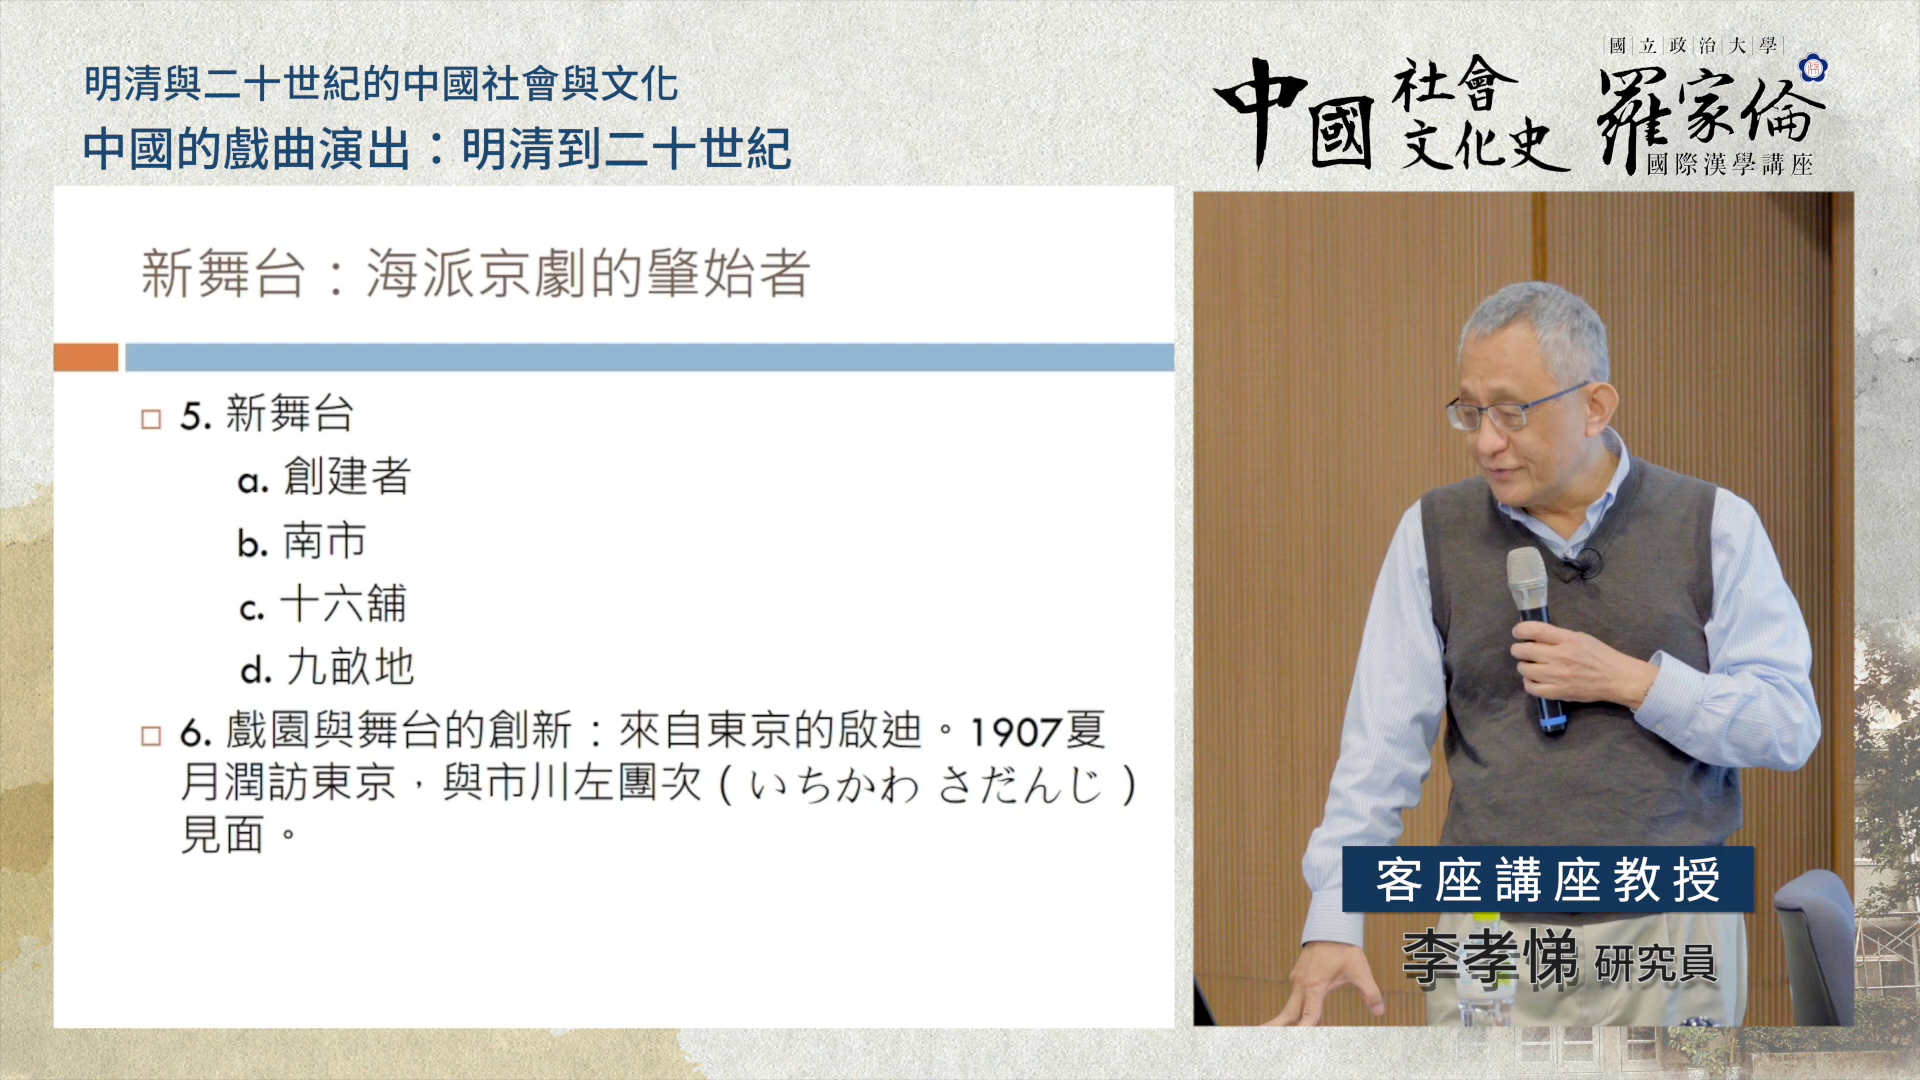 明清與二十世紀的中國社會與文化
中國的戲曲演出：明清到二十世紀
中國社會文化史
國立政治大學
羅家倫
國際漢學講座
新舞台：海派京劇的肇始者
5. 新舞台
a. 創建者
b. 南市
c. 十六舖
d. 九畝地
6. 戲園與舞台的創新：來自東京的啟迪。1907夏
月潤訪東京，與市川左團次（いちかわ さだんじ）
見面。
客座講座教授
李孝悌 研究員